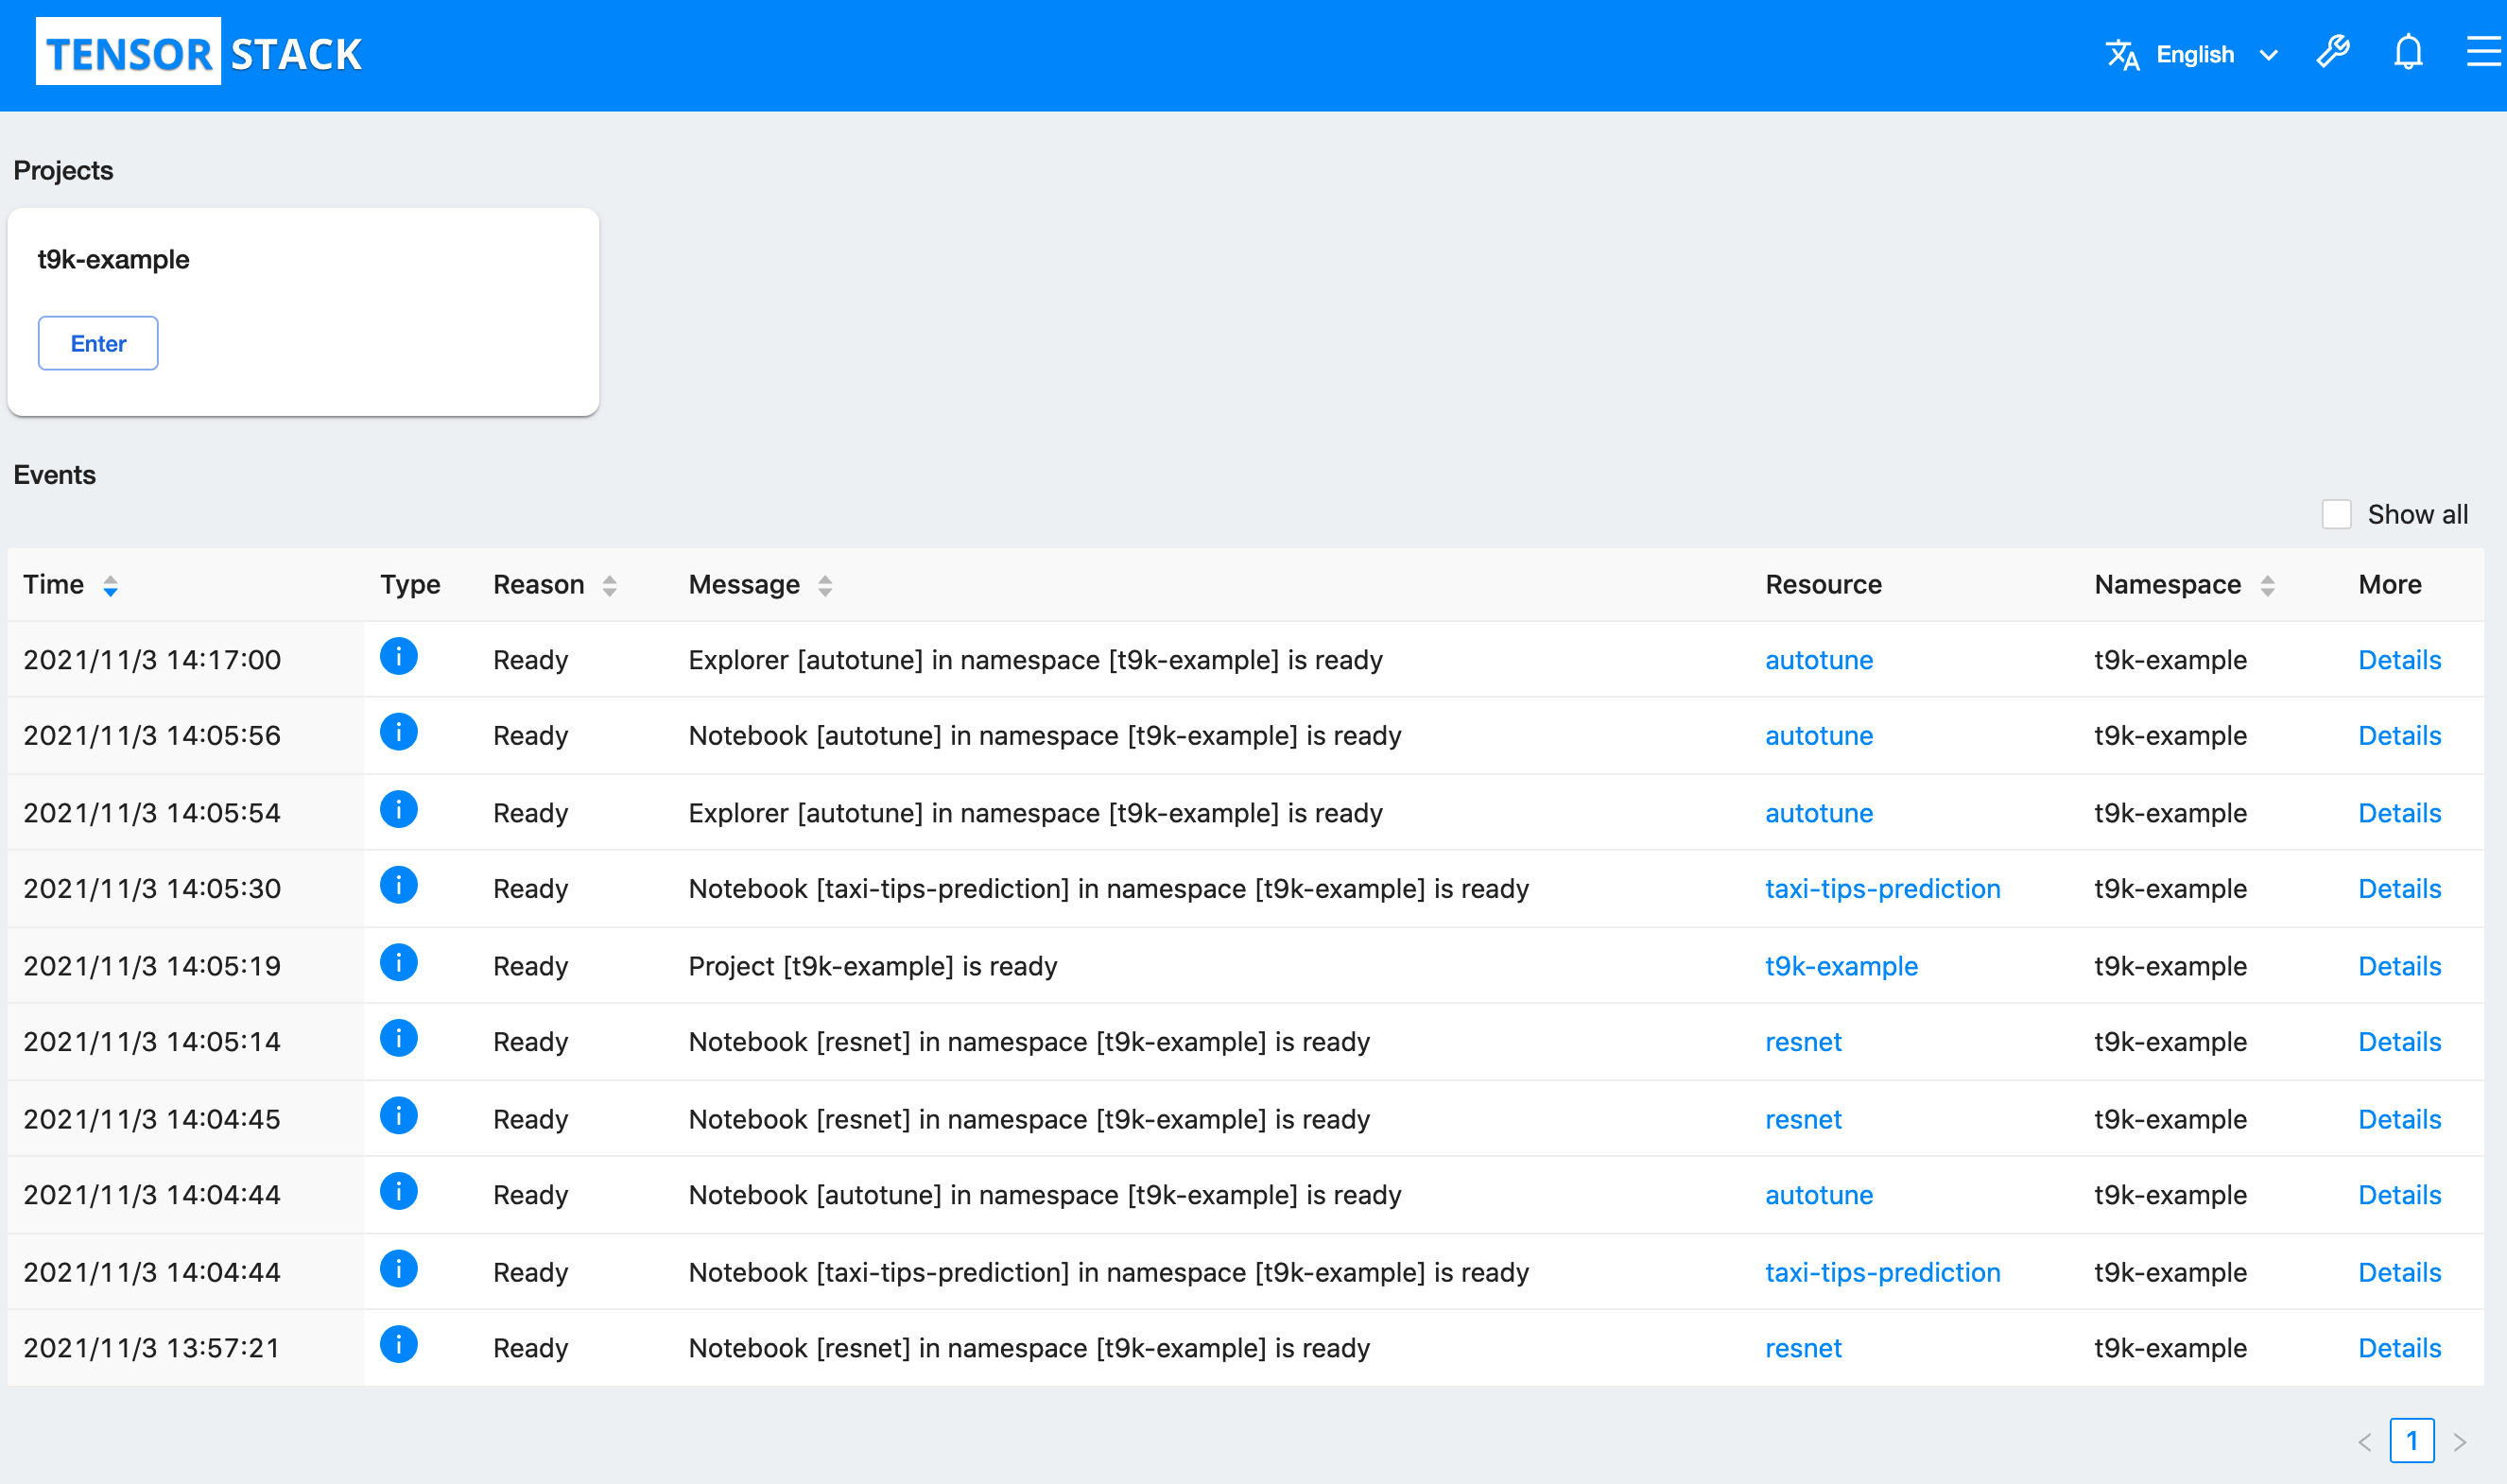 TENSOR STACK English
Projects
t9k-example
Enter
Events
Show all
Time Type Reason Message Resource Namespace More
2021/11/3 14:17:00 Ready Explorer [autotune] in namespace [t9k-example] is ready autotune t9k-example Details
2021/11/3 14:05:56 Ready Notebook [autotune] in namespace [t9k-example] is ready autotune t9k-example Details
2021/11/3 14:05:54 Ready Explorer [autotune] in namespace [t9k-example] is ready autotune t9k-example Details
2021/11/3 14:05:30 Ready Notebook [taxi-tips-prediction] in namespace [t9k-example] is ready taxi-tips-prediction t9k-example Details
2021/11/3 14:05:19 Ready Project [t9k-example] is ready t9k-example t9k-example Details
2021/11/3 14:05:14 Ready Notebook [resnet] in namespace [t9k-example] is ready resnet t9k-example Details
2021/11/3 14:04:45 Ready Notebook [resnet] in namespace [t9k-example] is ready resnet t9k-example Details
2021/11/3 14:04:44 Ready Notebook [autotune] in namespace [t9k-example] is ready autotune t9k-example Details
2021/11/3 14:04:44 Ready Notebook [taxi-tips-prediction] in namespace [t9k-example] is ready taxi-tips-prediction t9k-example Details
2021/11/3 13:57:21 Ready Notebook [resnet] in namespace [t9k-example] is ready resnet t9k-example Details
1